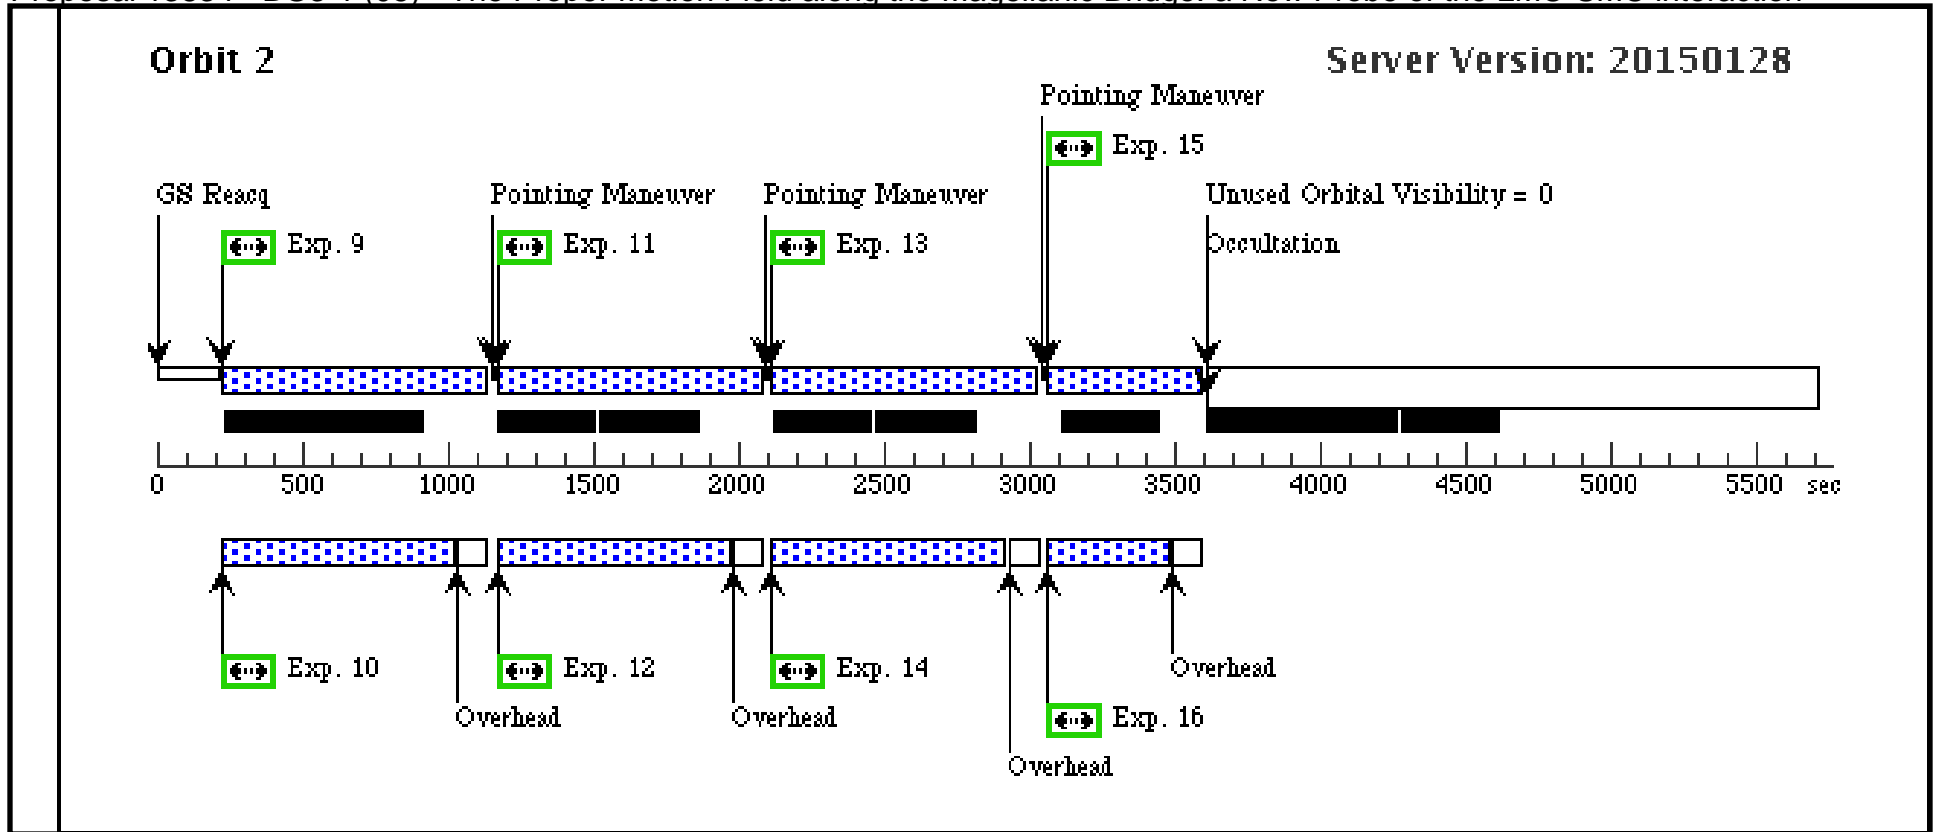 Orbit 2
Server Version: 20150128
Pointing Maneuver
Exp. 15
GS Reacq
Pointing Maneuver
Pointing Maneuver
Unused Orbital Visibility = 0
Exp. 9
Exp. 11
Exp. 13
Occultation
0 500 1000 1500 2000 2500 3000 3500 4000 4500 5000 5500 sec
Exp. 10
Exp. 12
Exp. 14
Overhead
Overhead
Overhead
Exp. 16
Overhead